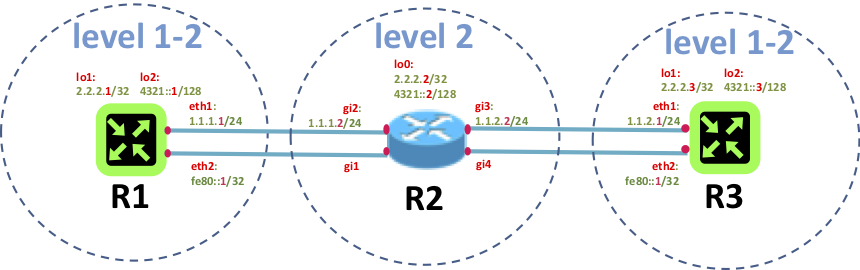 level 1-2
lo1: lo2:
2.2.2.1/32 4321::1/128
eth1:
1.1.1.1/24
eth2:
fe80::1/32
R1
level 2
lo0:
2.2.2.2/32
4321::2/128
gi2:
1.1.1.2/24
gi3:
1.1.2.2/24
gi1
gi4
R2
level 1-2
lo1: lo2:
2.2.2.3/32 4321::3/128
eth1:
1.1.2.1/24
eth2:
fe80::1/32
R3